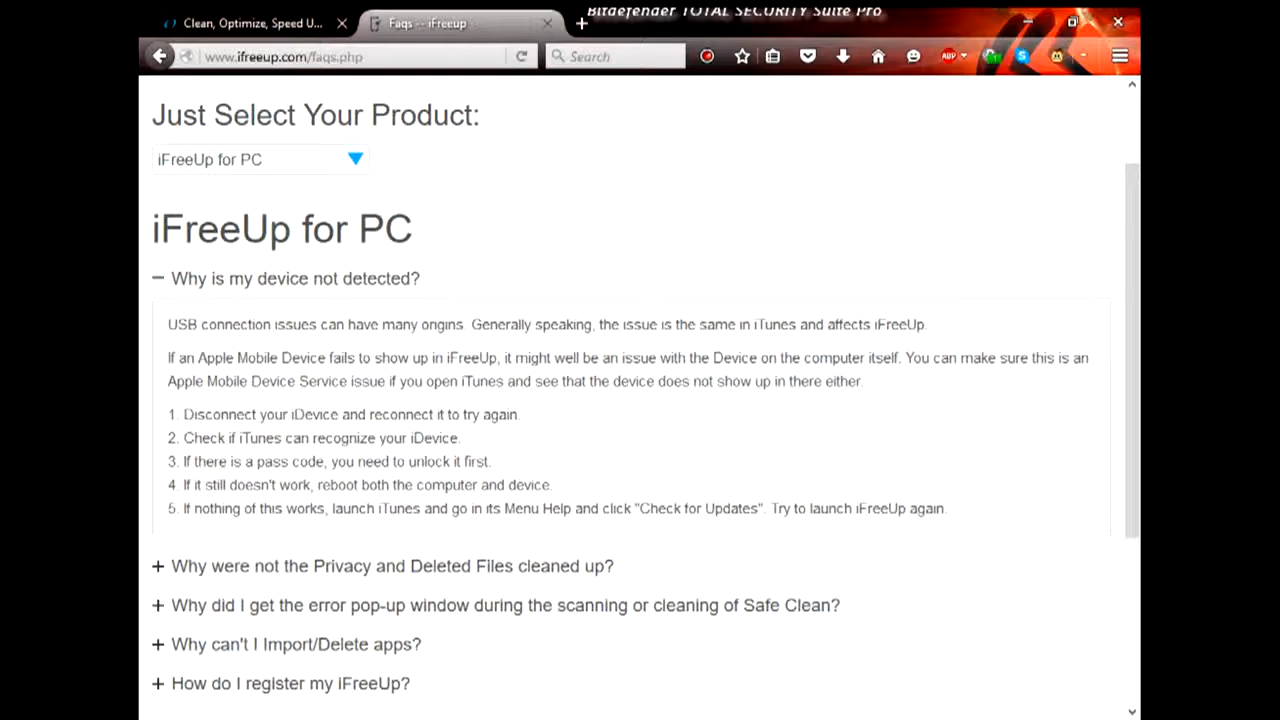 Bitdefender TOTAL SECURITY Suite Pro
Clean, Optimize, Speed U...
Faqs -- iFreeup
www.ifreeup.com/faqs.php
Search
ABP
S
Just Select Your Product:
iFreeUp for PC
iFreeUp for PC
Why is my device not detected?
USB connection issues can have many origins. Generally speaking, the issue is the same in iTunes and affects iFreeUp.
If an Apple Mobile Device fails to show up in iFreeUp, it might well be an issue with the Device on the computer itself. You can make sure this is an
Apple Mobile Device Service issue if you open iTunes and see that the device does not show up in there either.
1. Disconnect your iDevice and reconnect it to try again.
2. Check if iTunes can recognize your iDevice.
3. If there is a pass code, you need to unlock it first.
4. If it still doesn't work, reboot both the computer and device.
5. If nothing of this works, launch iTunes and go in its Menu Help and click "Check for Updates". Try to launch iFreeUp again.
+ Why were not the Privacy and Deleted Files cleaned up?
+ Why did I get the error pop-up window during the scanning or cleaning of Safe Clean?
+ Why can't I Import/Delete apps?
+ How do I register my iFreeUp?